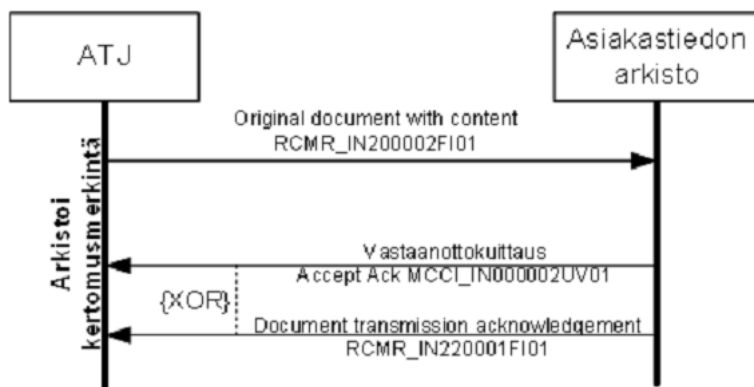 ATJ
Asiakastiedon
arkisto
Original document with content
RCMR_IN200002FI01
Arkistoi
kertomusmerkintä
Vastaanottokuittaus
Accept Ack MCCI_IN000002UV01
{XOR}
Document transmission acknowledgement
RCMR_IN220001FI01